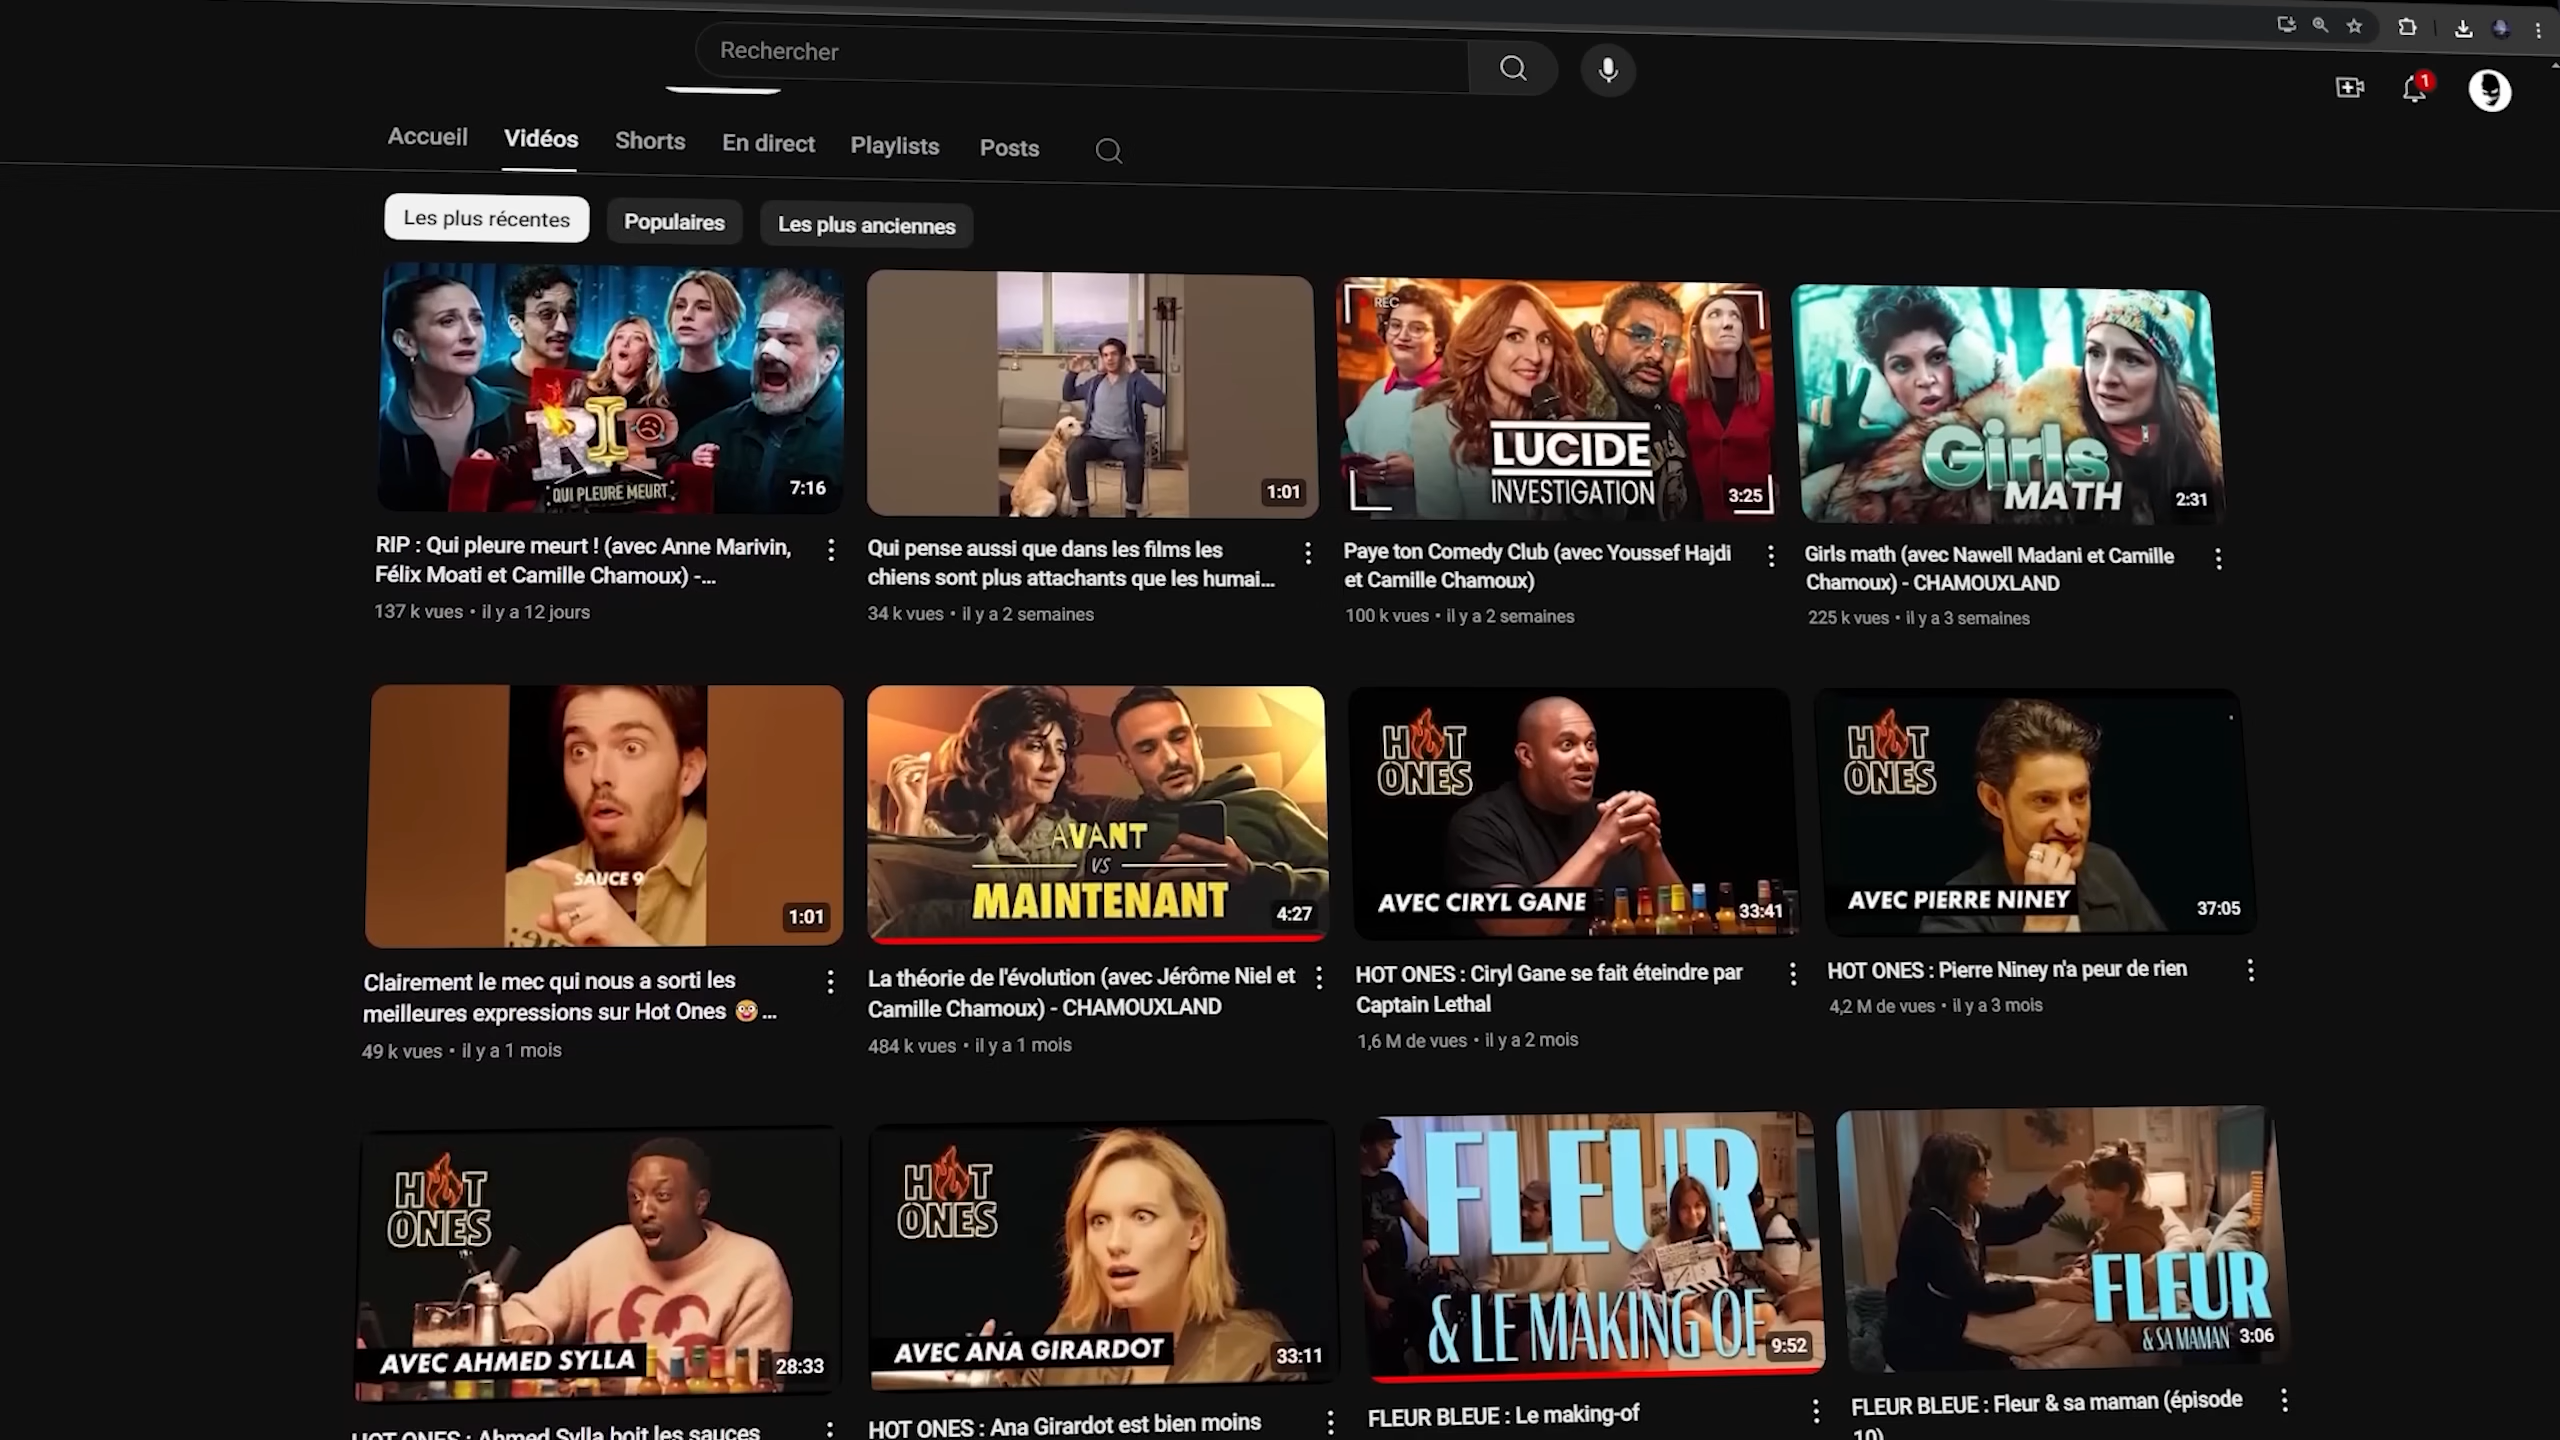 Rechercher
1
Accueil
Vidéos
Shorts
En direct
Playlists
Posts
Les plus récentes
Populaires
Les plus anciennes
RIP
QUI PLEURE MEURT
7:16
1:01
REC
LUCIDE
INVESTIGATION
3:25
Girls
MATH
2:31
RIP : Qui pleure meurt ! (avec Anne Marivin,
Félix Moati et Camille Chamoux) -...
137 k vues • il y a 12 jours
Qui pense aussi que dans les films les
chiens sont plus attachants que les humai...
34 k vues • il y a 2 semaines
Paye ton Comedy Club (avec Youssef Hajdi
et Camille Chamoux)
100 k vues • il y a 2 semaines
Girls math (avec Nawell Madani et Camille
Chamoux) - CHAMOUXLAND
225 k vues • il y a 3 semaines
SAUCE 9
1:01
AVANT
VS
MAINTENANT
4:27
HOT
ONES
AVEC CIRYL GANE
33:41
HOT
ONES
AVEC PIERRE NINEY
37:05
Clairement le mec qui nous a sorti les
meilleures expressions sur Hot Ones 🤡...
49 k vues • il y a 1 mois
La théorie de l'évolution (avec Jérôme Niel et
Camille Chamoux) - CHAMOUXLAND
484 k vues • il y a 1 mois
HOT ONES : Ciryl Gane se fait éteindre par
Captain Lethal
1,6 M de vues • il y a 2 mois
HOT ONES : Pierre Niney n'a peur de rien
4,2 M de vues • il y a 3 mois
HOT
ONES
AVEC AHMED SYLLA
28:33
HOT
ONES
AVEC ANA GIRARDOT
33:11
FLEUR
& LE MAKING OF
9:52
FLEUR
& SA MAMAN
3:06
HOT ONES : Ahmed Sylla boit les sauces
HOT ONES : Ana Girardot est bien moins
FLEUR BLEUE : Le making-of
FLEUR BLEUE : Fleur & sa maman (épisode
10)